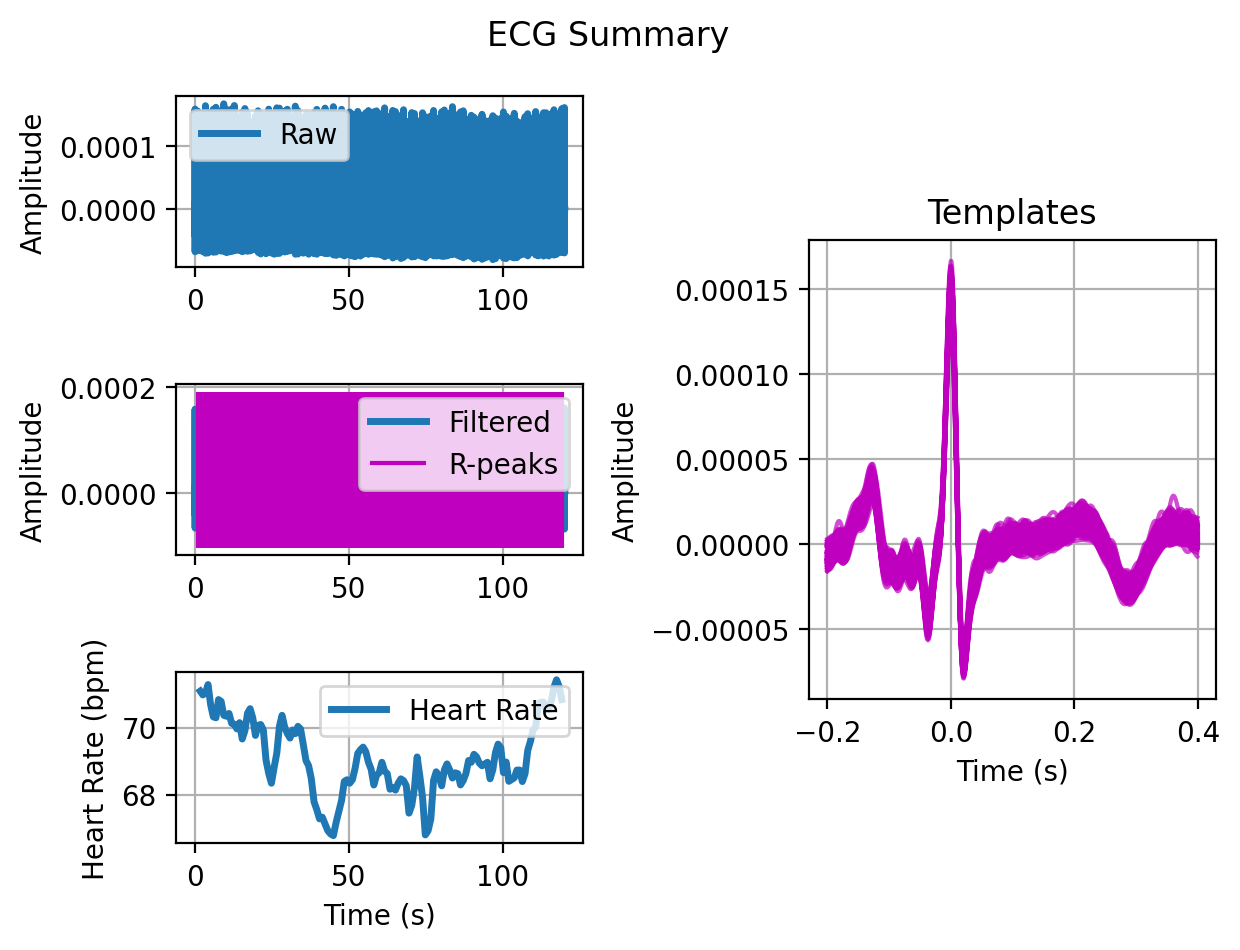 ECG Summary
Amplitude
0.0001
0.0000
Raw
0 50 100
Amplitude
0.0002
0.0000
Filtered
R-peaks
0 50 100
Heart Rate (bpm)
70
68
Heart Rate
0 50 100
Time (s)
Templates
Amplitude
0.00015
0.00010
0.00005
0.00000
−0.00005
−0.2 0.0 0.2 0.4
Time (s)